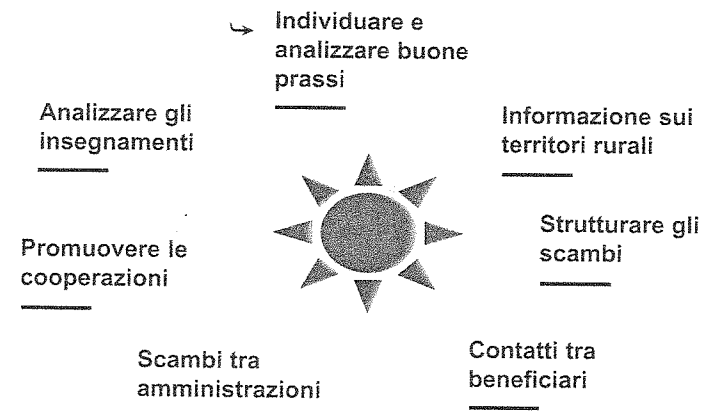 Individuare e
analizzare buone
prassi
Analizzare gli
insegnamenti
Informazione sui
territori rurali
Promuovere le
cooperazioni
Strutturare gli
scambi
Scambi tra
amministrazioni
Contatti tra
beneficiari